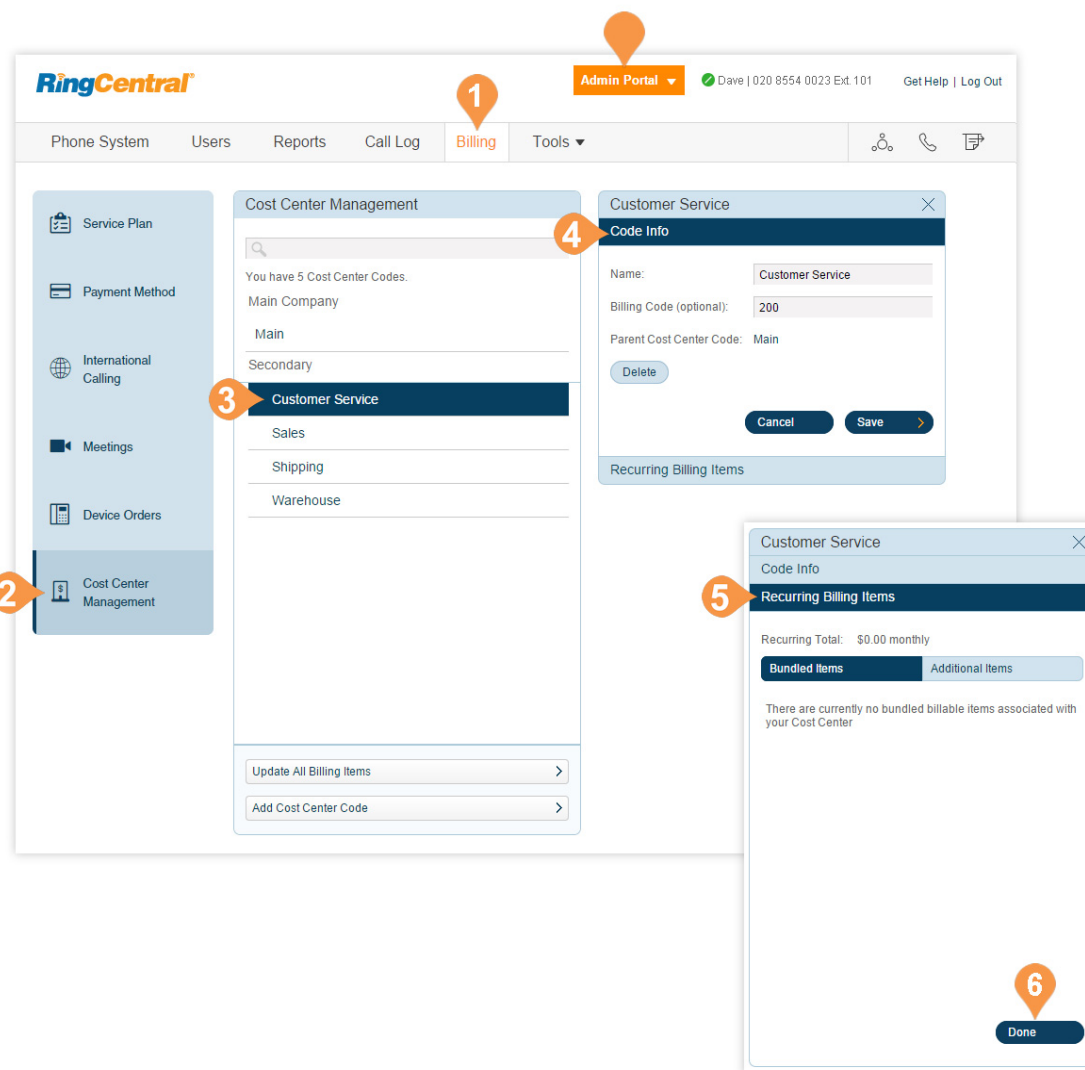 RingCentral®
Admin Portal
Dave | 020 8554 0023 Ext. 101
Get Help | Log Out
1
Phone System
Users
Reports
Call Log
Billing
Tools
Service Plan
Payment Method
International
Calling
Meetings
Device Orders
2
Cost Center
Management
Cost Center Management
You have 5 Cost Center Codes.
Main Company
Main
Secondary
3
Customer Service
Sales
Shipping
Warehouse
Update All Billing Items
Add Cost Center Code
Customer Service
4
Code Info
Name:
Customer Service
Billing Code (optional):
200
Parent Cost Center Code:
Main
Delete
Cancel
Save
Recurring Billing Items
Customer Service
Code Info
5
Recurring Billing Items
Recurring Total: $0.00 monthly
Bundled Items
Additional Items
There are currently no bundled billable items associated with
your Cost Center
6
Done